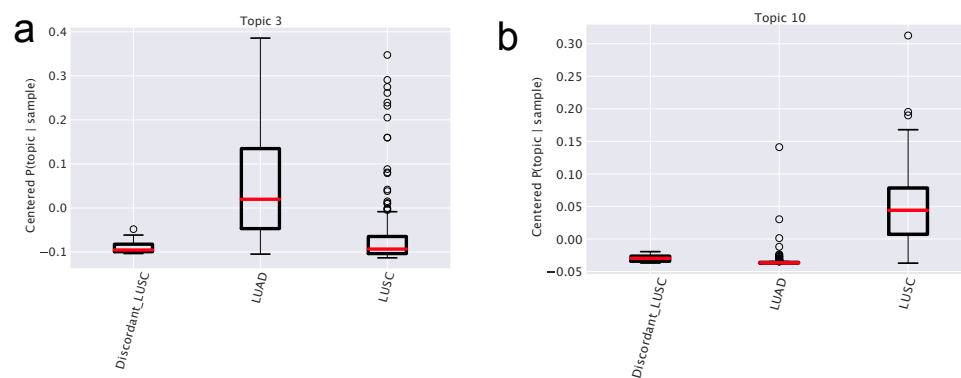 a
Topic 3
Centered P(topic | sample)
0.4
0.3
0.2
0.1
0.0
−0.1
Discordant_LUSC
LUAD
LUSC
b
Topic 10
Centered P(topic | sample)
0.30
0.25
0.20
0.15
0.10
0.05
0.00
−0.05
Discordant_LUSC
LUAD
LUSC